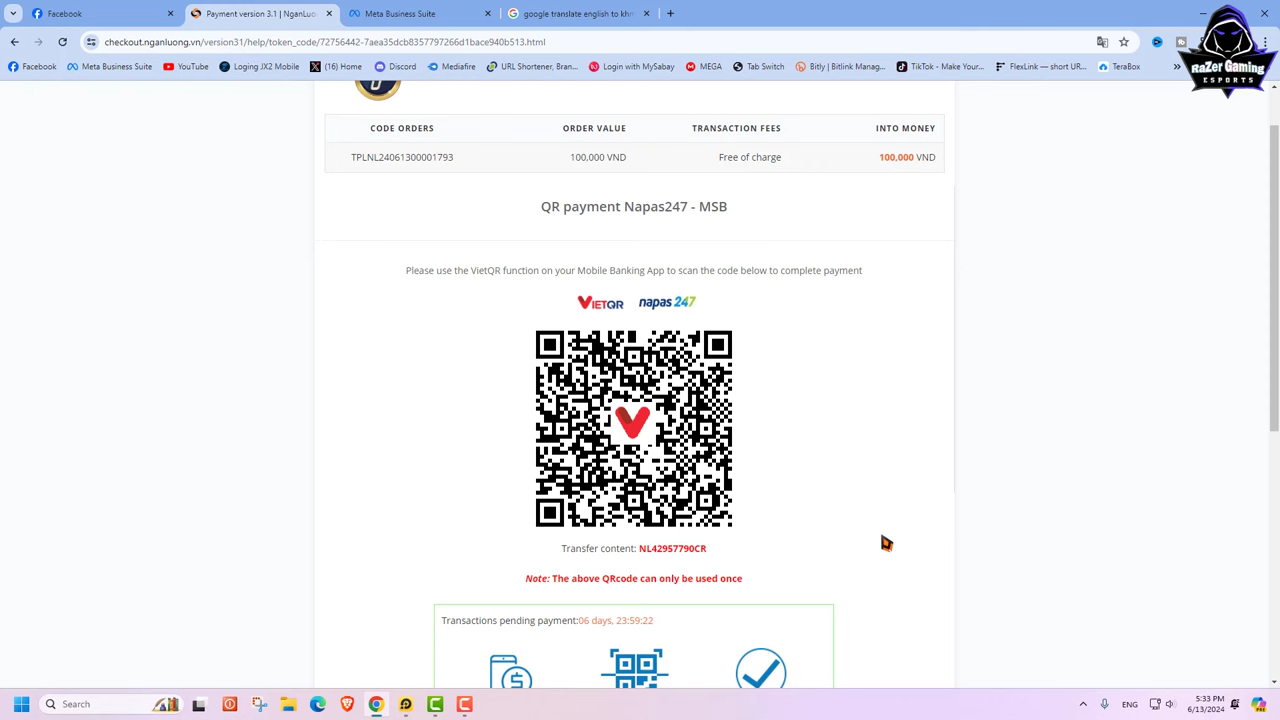 Facebook
Payment version 3.1 | NganLuo
Meta Business Suite
google translate english to khm
checkout.nganluong.vn/version31/help/token_code/72756442-7aea35dcb8357797266d1bace940b513.html
Facebook
Meta Business Suite
YouTube
Loging JX2 Mobile
(16) Home
Discord
Mediafire
URL Shortener, Bran...
Login with MySabay
MEGA
Tab Switch
Bitly | Bitlink Manag...
TikTok - Make Your...
FlexLink — short URL...
TeraBox
RaZer Gaming
ESPORTS
CODE ORDERS
ORDER VALUE
TRANSACTION FEES
INTO MONEY
TPLNL24061300001793
100,000 VND
Free of charge
100,000 VND
QR payment Napas247 - MSB
Please use the VietQR function on your Mobile Banking App to scan the code below to complete payment
VIETQR
napas 247
Transfer content: NL42957790CR
Note: The above QRcode can only be used once
Transactions pending payment:06 days, 23:59:22
Search
ENG
5:33 PM
6/13/2024